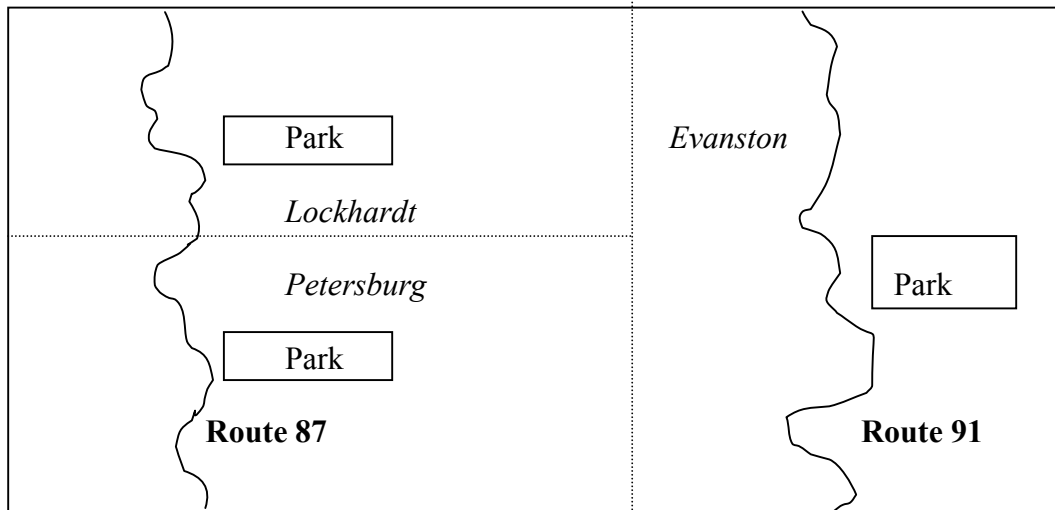 Park
Evanston
Lockhardt
Petersburg
Park
Park
Route 87
Route 91